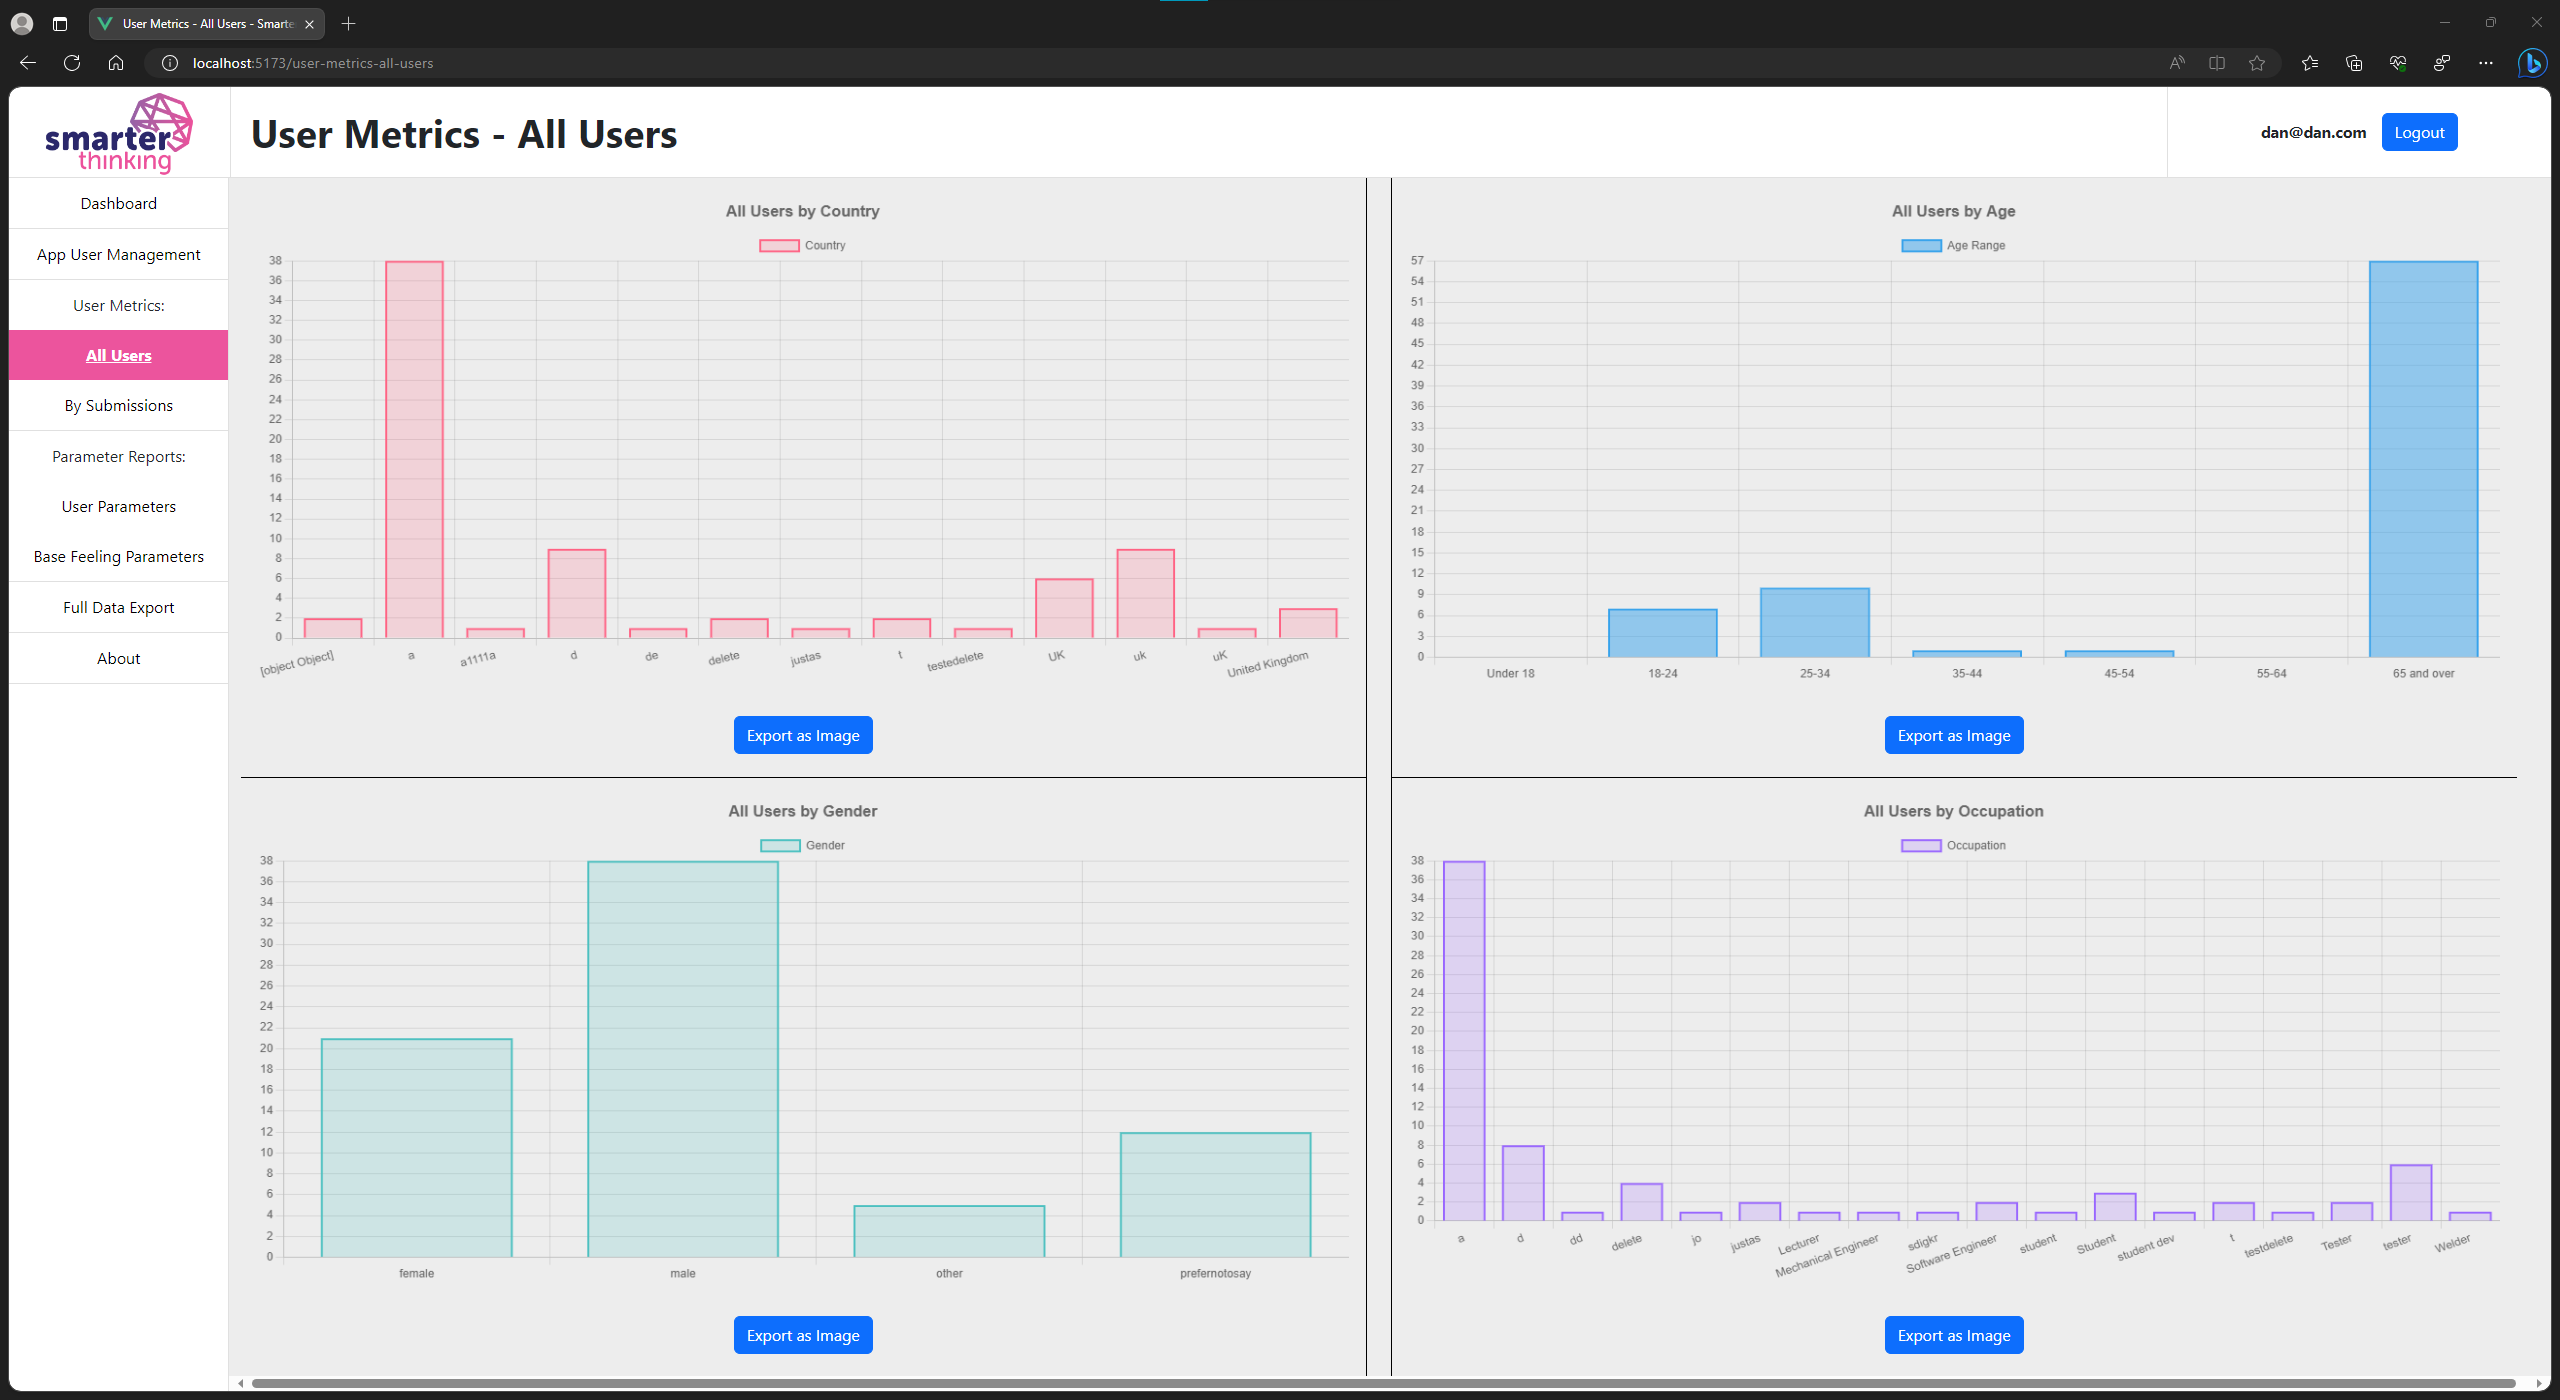 User Metrics - All Users - Smarte
localhost:5173/user-metrics-all-users
smarter
thinking
User Metrics - All Users
dan@dan.com
Logout
Dashboard
App User Management
User Metrics:
All Users
By Submissions
Parameter Reports:
User Parameters
Base Feeling Parameters
Full Data Export
About
All Users by Country
Country
38
36
34
32
30
28
26
24
22
20
18
16
14
12
10
8
6
4
2
0
[object Object]
a
a1111a
d
de
delete
justas
t
testedelete
UK
uk
uK
United Kingdom
Export as Image
All Users by Age
Age Range
57
54
51
48
45
42
39
36
33
30
27
24
21
18
15
12
9
6
3
0
Under 18
18-24
25-34
35-44
45-54
55-64
65 and over
Export as Image
All Users by Gender
Gender
38
36
34
32
30
28
26
24
22
20
18
16
14
12
10
8
6
4
2
0
female
male
other
prefernotosay
Export as Image
All Users by Occupation
Occupation
38
36
34
32
30
28
26
24
22
20
18
16
14
12
10
8
6
4
2
0
a
d
dd
delete
jo
justas
Lecturer
Mechanical Engineer
sdigkr
Software Engineer
student
Student
student dev
t
testdelete
Tester
tester
Welder
Export as Image